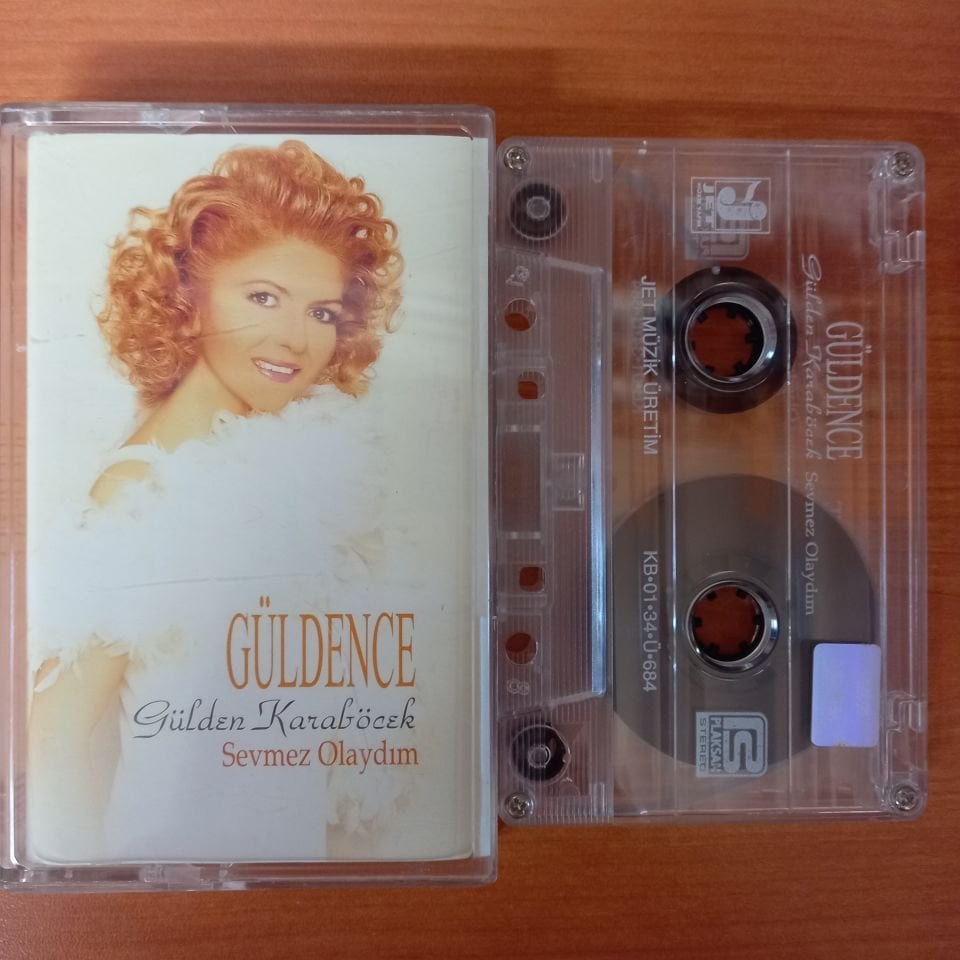 GÜLDENCE
Gülden Karaböcek
Sevmez Olaydım
JET
GÜLDENCE
Gülden Karaböcek Sevmez Olaydım
JET MÜZİK ÜRETİM
KB•01•34•Ü•684
PLAKSAN
STEREO